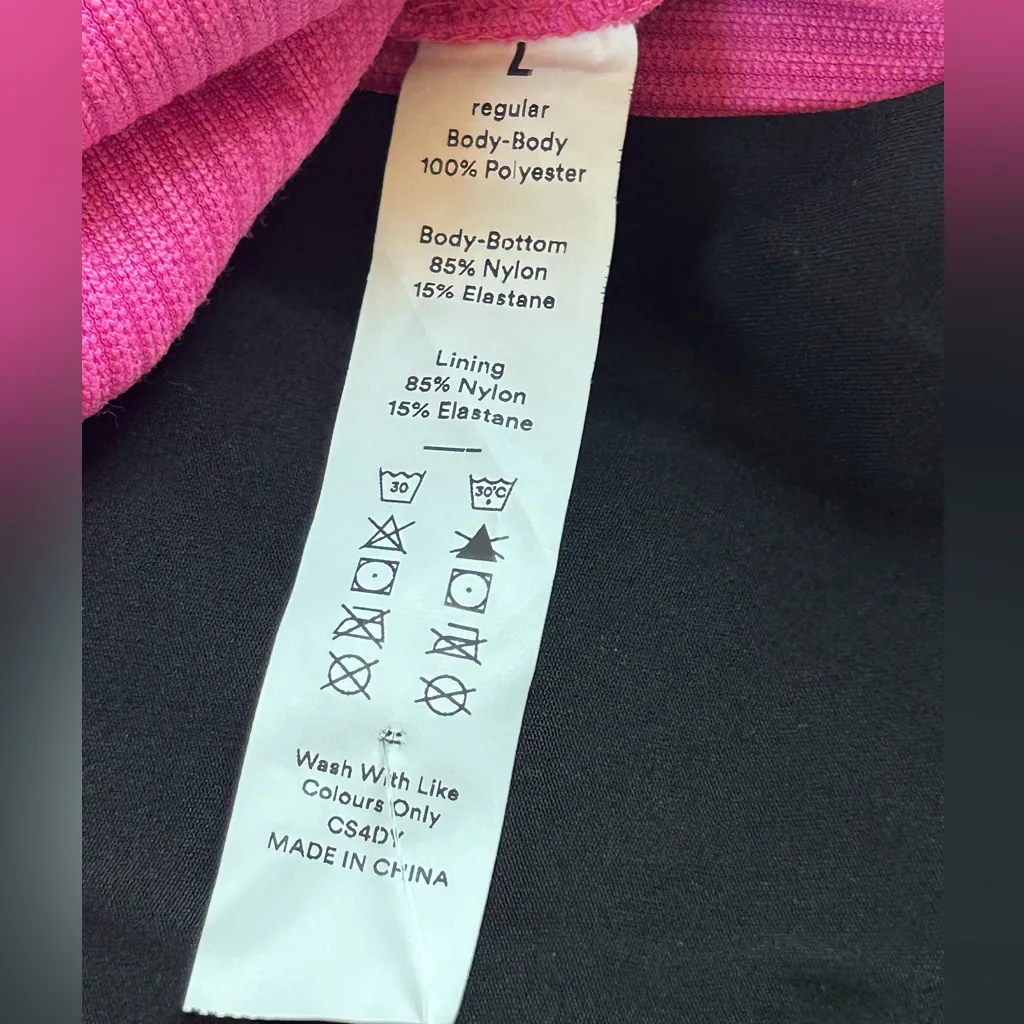 L
regular
Body-Body
100% Polyester
Body-Bottom
85% Nylon
15% Elastane
Lining
85% Nylon
15% Elastane
30 30°C
Wash With Like
Colours Only
CS4DY
MADE IN CHINA